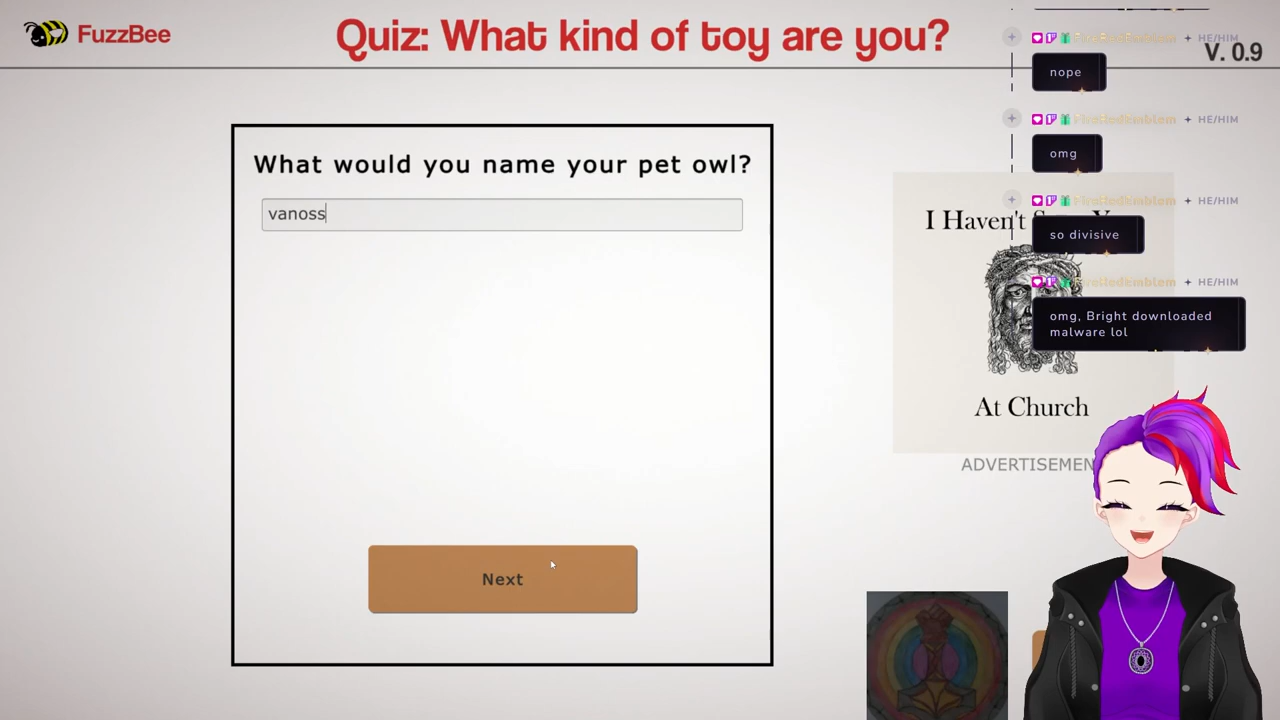 FuzzBee
Quiz: What kind of toy are you?
V. 0.9
What would you name your pet owl?
vanoss
Next
HE/HIM
nope
HE/HIM
omg
HE/HIM
so divisive
HE/HIM
omg, Bright downloaded
malware lol
I Haven't
At Church
ADVERTISEMEN